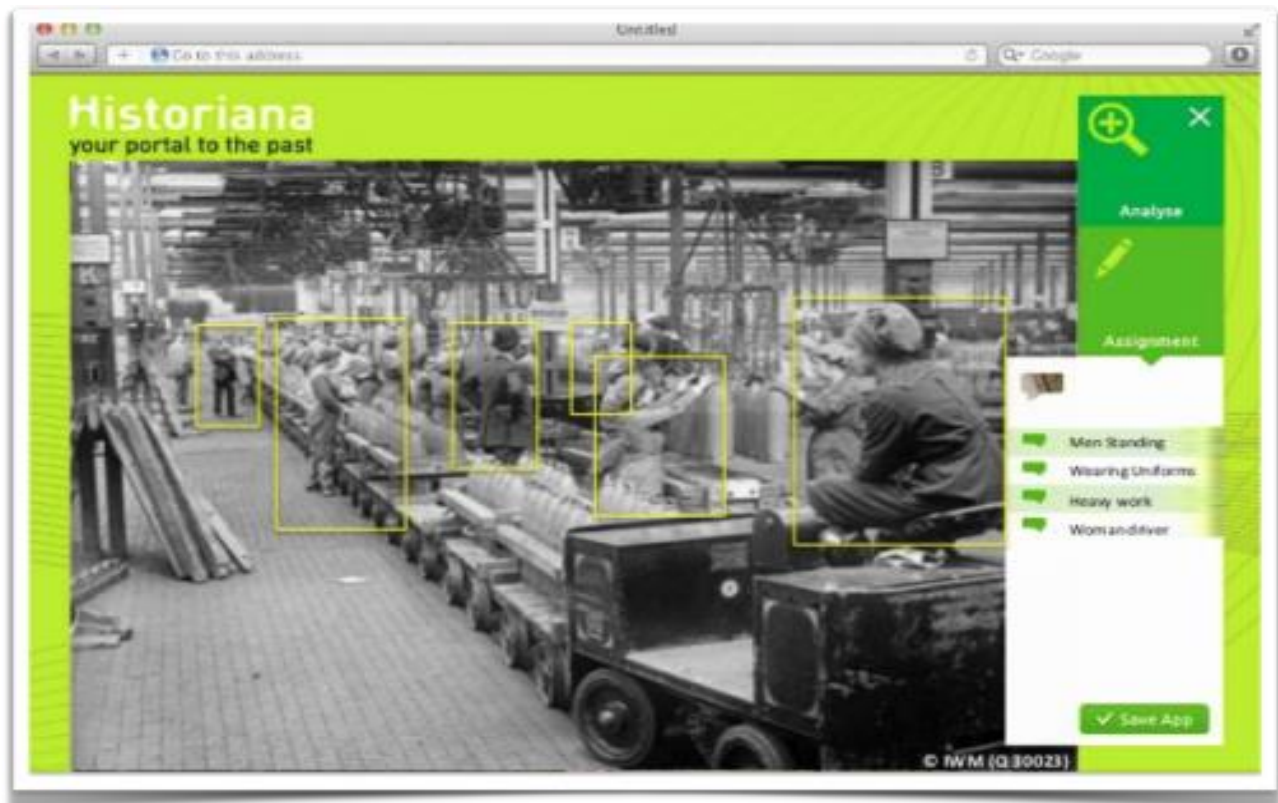 Untitled
Go to this address
Google
Historiana
your portal to the past
Analyse
Assignment
Men Standing
Wearing Uniforms
Heavy work
Woman driver
Save App
© IWM (Q 30023)